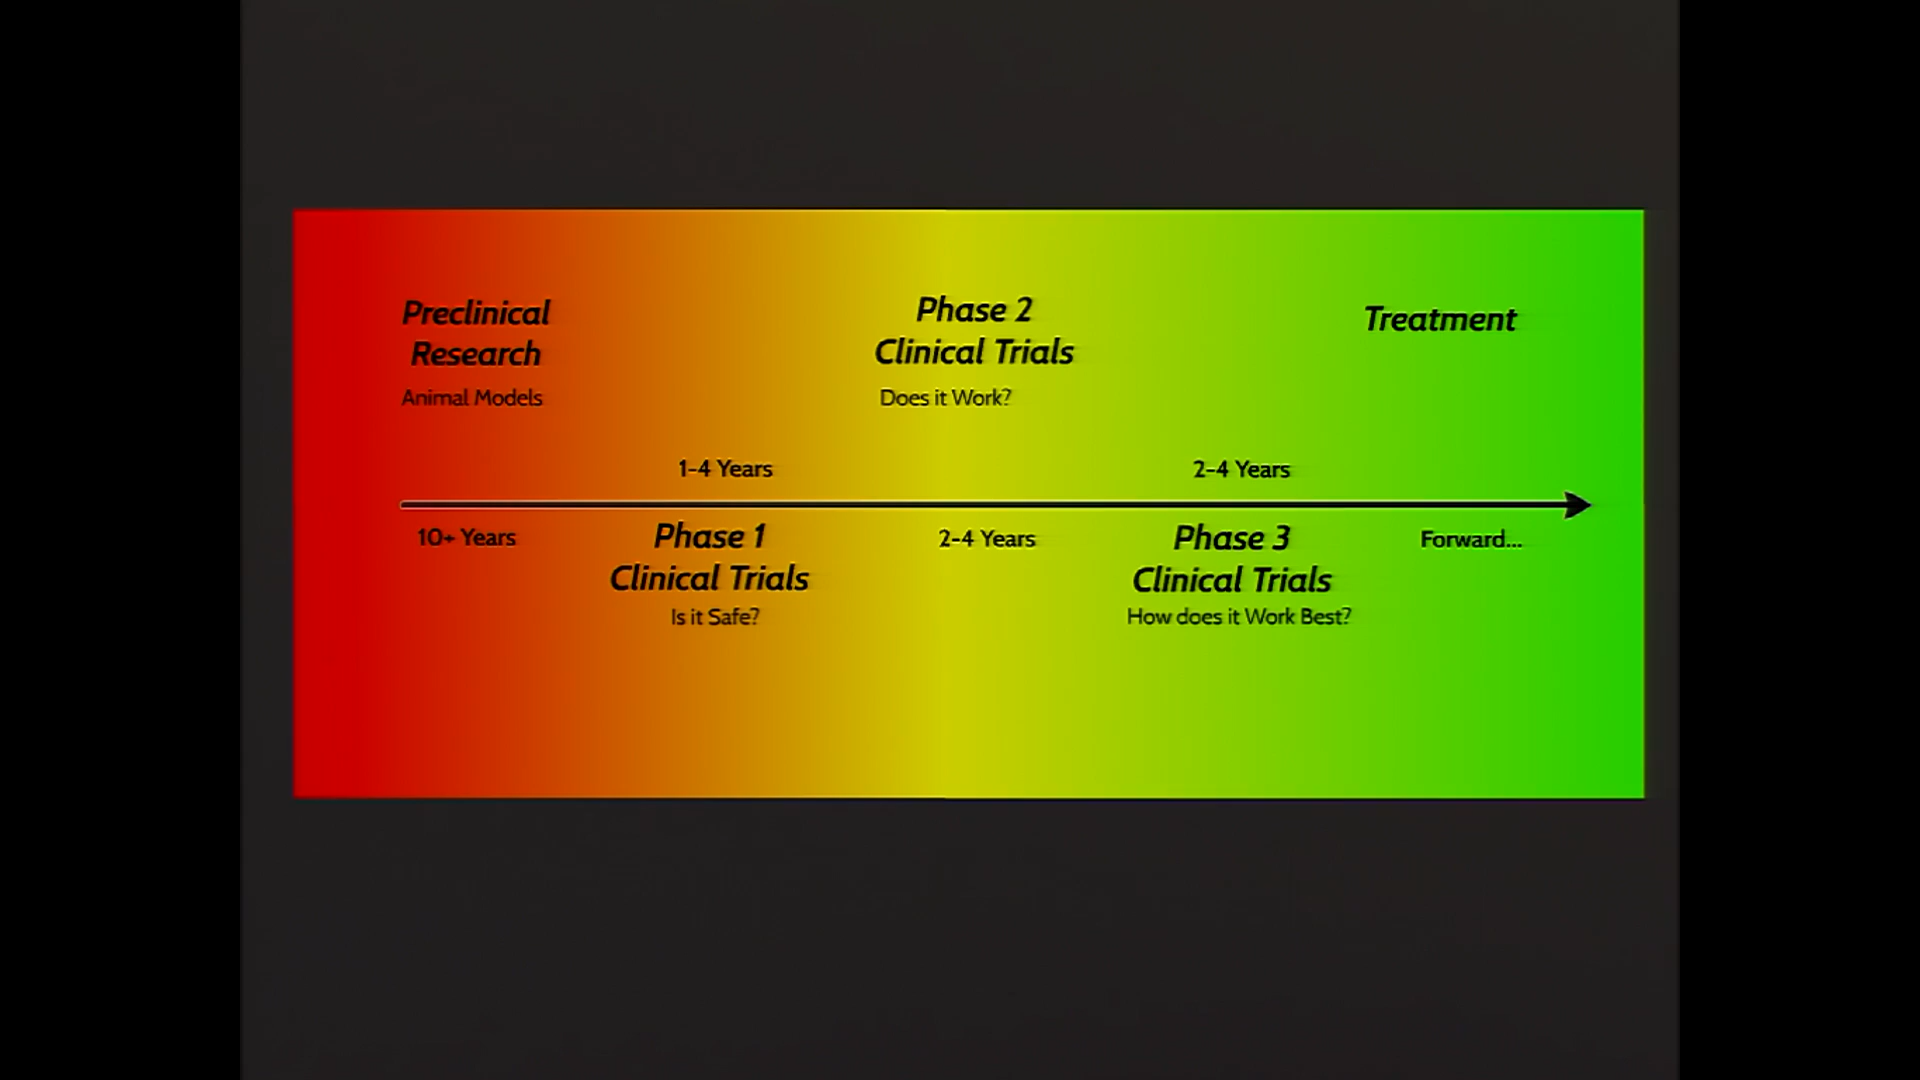 Preclinical
Research
Animal Models
Phase 2
Clinical Trials
Does it Work?
Treatment
1-4 Years
2-4 Years
10+ Years
Phase 1
Clinical Trials
Is it Safe?
2-4 Years
Phase 3
Clinical Trials
How does it Work Best?
Forward...